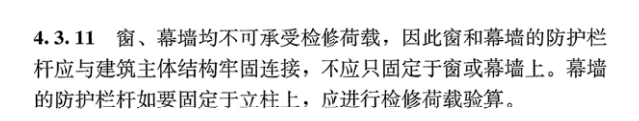 4.3.11 窗、幕墙均不可承受检修荷载，因此窗和幕墙的防护栏
杆应与建筑主体结构牢固连接，不应只固定于窗或幕墙上。幕墙
的防护栏杆如要固定于立柱上，应进行检修荷载验算。